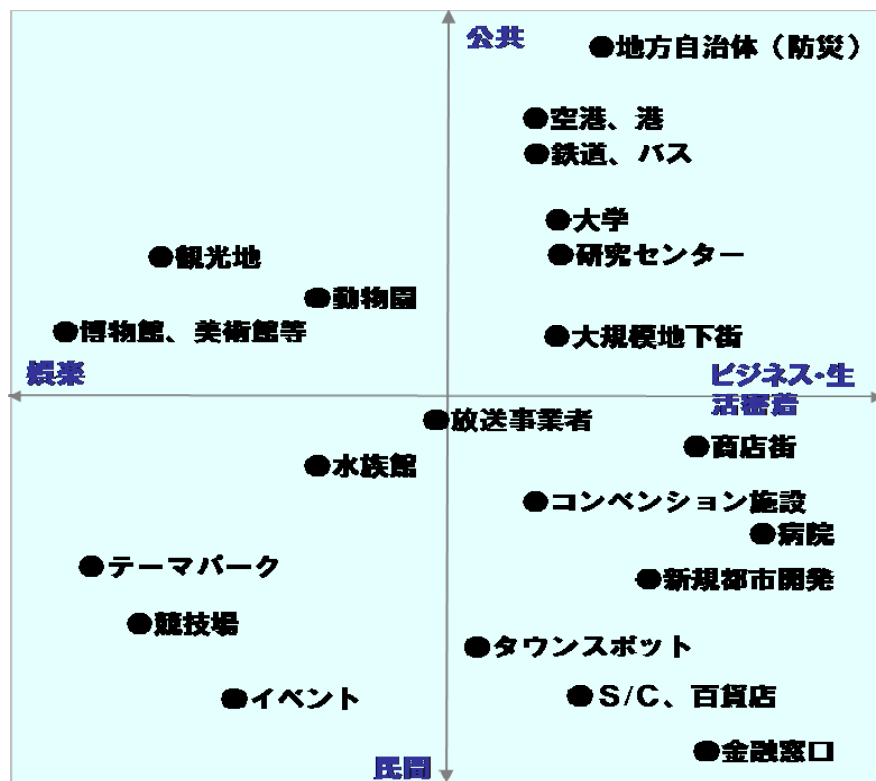 公共
●地方自治体（防災）
●空港、港
●鉄道、バス
●大学
●観光地
●研究センター
●動物園
●博物館、美術館等
●大規模地下街
娯楽
ビジネス・生
活密着
●放送事業者
●商店街
●水族館
●コンベンション施設
●病院
●テーマパーク
●新規都市開発
●競技場
●タウンスポット
●イベント
●S/C、百貨店
●金融窓口
民間